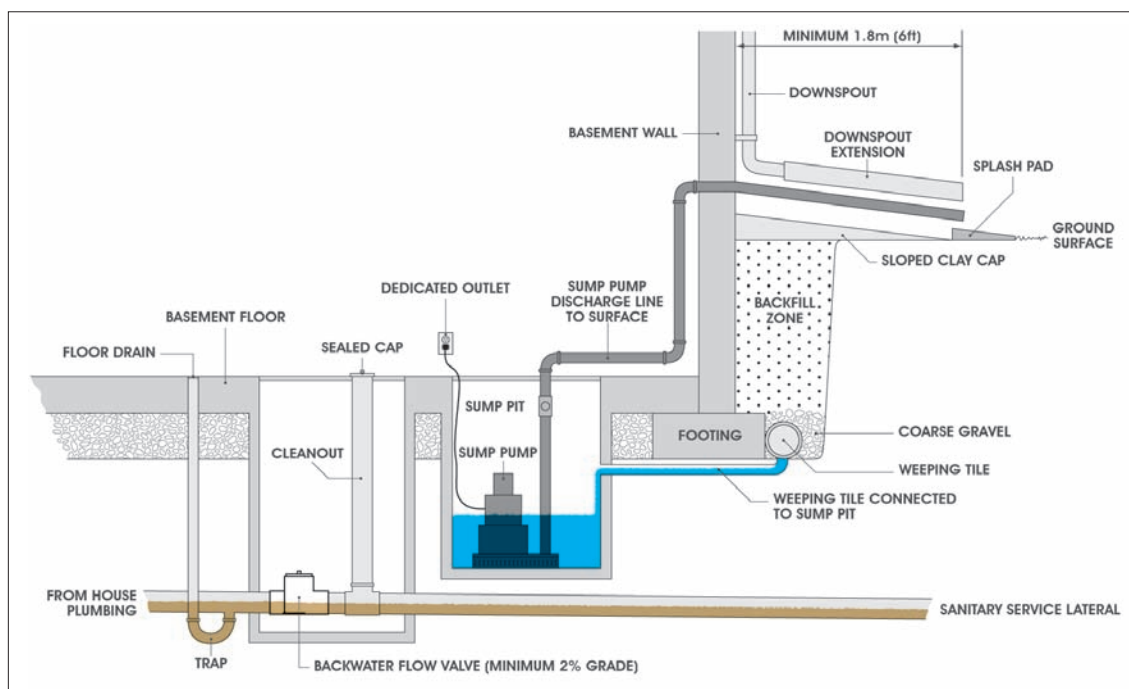 MINIMUM 1.8m (6ft)
DOWNSPOUT
BASEMENT WALL
DOWNSPOUT
EXTENSION
SPLASH PAD
GROUND
SURFACE
SLOPED CLAY CAP
DEDICATED OUTLET
SUMP PUMP
DISCHARGE LINE
TO SURFACE
BACKFILL
ZONE
BASEMENT FLOOR
FLOOR DRAIN
SEALED CAP
SUMP PIT
FOOTING
COARSE GRAVEL
CLEANOUT
SUMP PUMP
WEEPING TILE
WEEPING TILE CONNECTED
TO SUMP PIT
FROM HOUSE
PLUMBING
SANITARY SERVICE LATERAL
TRAP
BACKWATER FLOW VALVE (MINIMUM 2% GRADE)